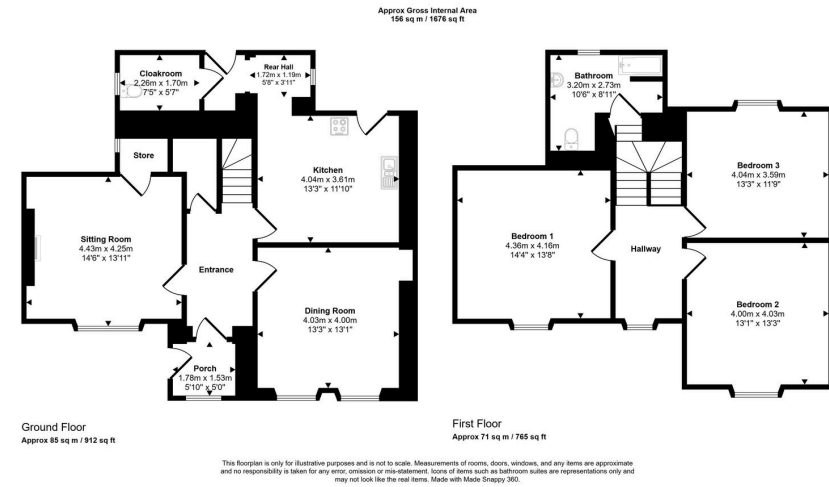 Approx Gross Internal Area
156 sq m / 1676 sq ft
Cloakroom
2.26m x 1.70m
7'5" x 5'7"
Rear Hall
1.72m x 1.19m
5'8" x 3'11"
Store
Kitchen
4.04m x 3.61m
13'3" x 11'10"
Sitting Room
4.43m x 4.25m
14'6" x 13'11"
Entrance
Dining Room
4.03m x 4.00m
13'3" x 13'1"
Porch
1.78m x 1.53m
5'10" x 5'0"
Ground Floor
Approx 85 sq m / 912 sq ft
Bathroom
3.20m x 2.73m
10'6" x 8'11"
Bedroom 3
4.04m x 3.59m
13'3" x 11'9"
Bedroom 1
4.36m x 4.16m
14'4" x 13'8"
Hallway
Bedroom 2
4.00m x 4.03m
13'1" x 13'3"
First Floor
Approx 71 sq m / 765 sq ft
This floorplan is only for illustrative purposes and is not to scale. Measurements of rooms, doors, windows, and any items are approximate
and no responsibility is taken for any error, omission or mis-statement. Icons of items such as bathroom suites are representations only and
may not look like the real items. Made with Made Snappy 360.